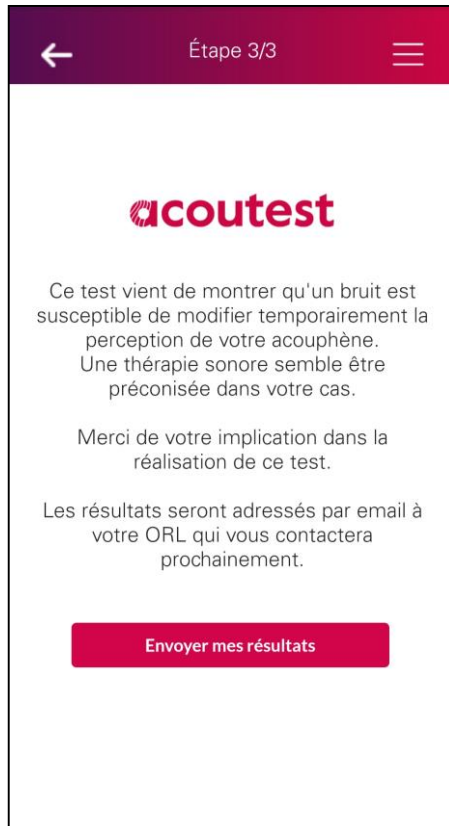 Étape 3/3
acoutest
Ce test vient de montrer qu'un bruit est
susceptible de modifier temporairement la
perception de votre acouphène.
Une thérapie sonore semble être
préconisée dans votre cas.
Merci de votre implication dans la
réalisation de ce test.
Les résultats seront adressés par email à
votre ORL qui vous contactera
prochainement.
Envoyer mes résultats